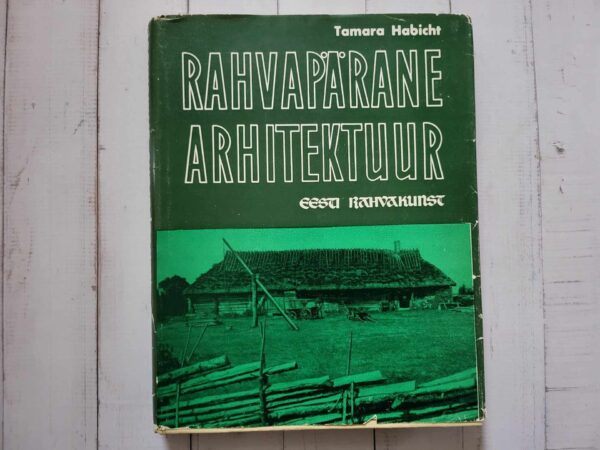 Tamara Habicht
RAHVAPÄRANE
ARHITEKTUUR
EESTI RAHVAKUNST